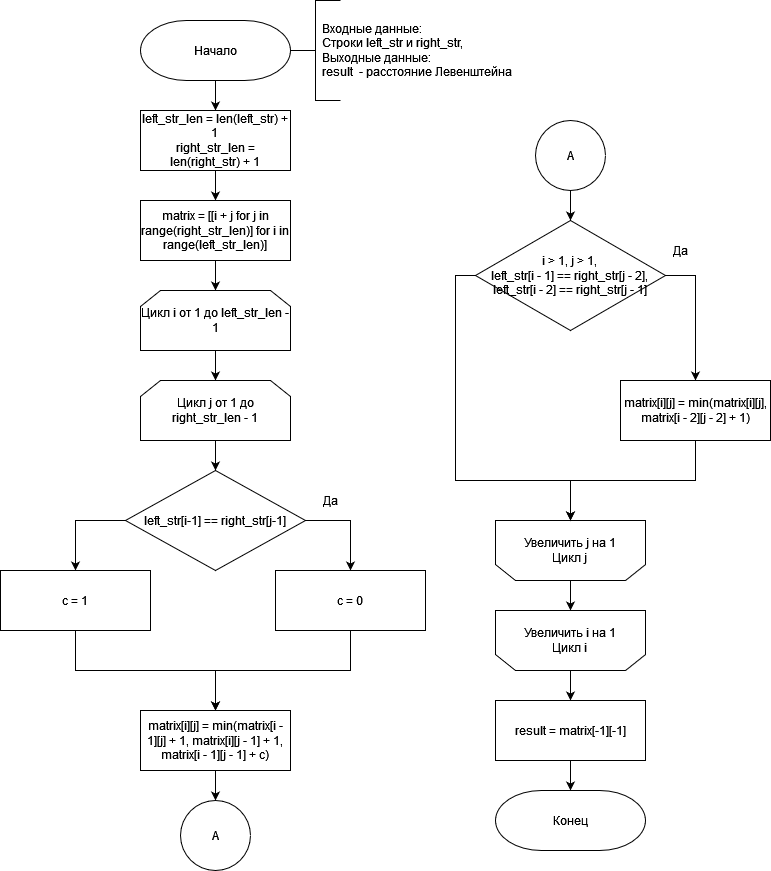 Начало
Входные данные:
Строки left_str и right_str,
Выходные данные:
result - расстояние Левенштейна
left_str_len = len(left_str) +
1
right_str_len =
len(right_str) + 1
matrix = [[i + j for j in
range(right_str_len)] for i in
range(left_str_len)]
Цикл i от 1 до left_str_len -
1
Цикл j от 1 до
right_str_len - 1
left_str[i-1] == right_str[j-1]
Да
c = 1
c = 0
matrix[i][j] = min(matrix[i -
1][j] + 1, matrix[i][j - 1] + 1,
matrix[i - 1][j - 1] + c)
A
A
i > 1, j > 1,
left_str[i - 1] == right_str[j - 2],
left_str[i - 2] == right_str[j - 1]
Да
matrix[i][j] = min(matrix[i][j],
matrix[i - 2][j - 2] + 1)
Увеличить j на 1
Цикл j
Увеличить i на 1
Цикл i
result = matrix[-1][-1]
Конец